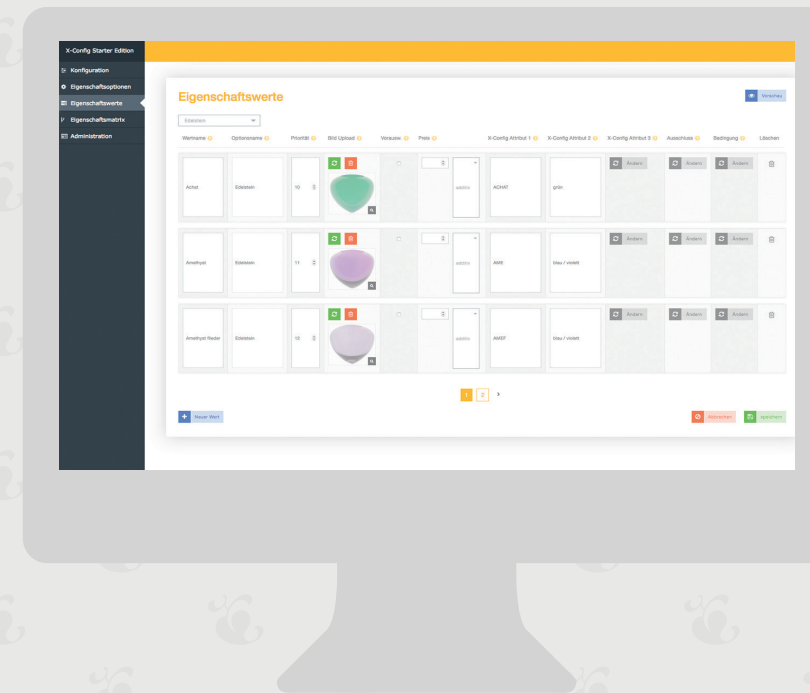 X-Config Starter Edition
Konfiguration
Eigenschaftsoptionen
Eigenschaftswerte
Eigenschaftsmatrix
Administration
Eigenschaftswerte
Vorschau
Edelstein
Wertname Optionsname Priorität Bild Upload Vorausw. Preis X-Config Attribut 1 X-Config Attribut 2 X-Config Attribut 3 Ausschluss Bedingung Löschen
Achat Edelstein 10 additiv ACHAT grün Ändern Ändern Ändern
Amethyst Edelstein 11 additiv AME blau / violett Ändern Ändern Ändern
Amethyst flieder Edelstein additiv AMEF blau / violett Ändern Ändern Ändern
1 2
Neuer Wert
Abbrechen speichern